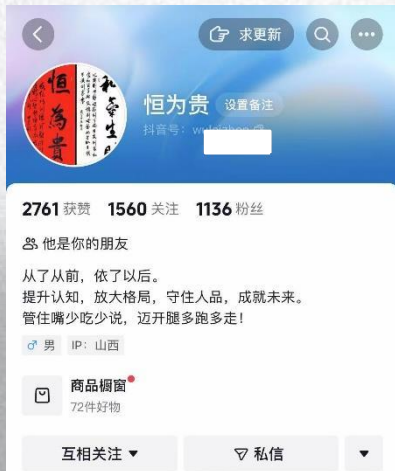 求更新
恒为贵 设置备注
抖音号：
2761 获赞 1560 关注 1136 粉丝
他是你的朋友
从了从前，依了以后。
提升认知，放大格局，守住人品，成就未来。
管住嘴少吃少说，迈开腿多跑多走！
男 IP：山西
商品橱窗
72件好物
互相关注 私信
恒為貴